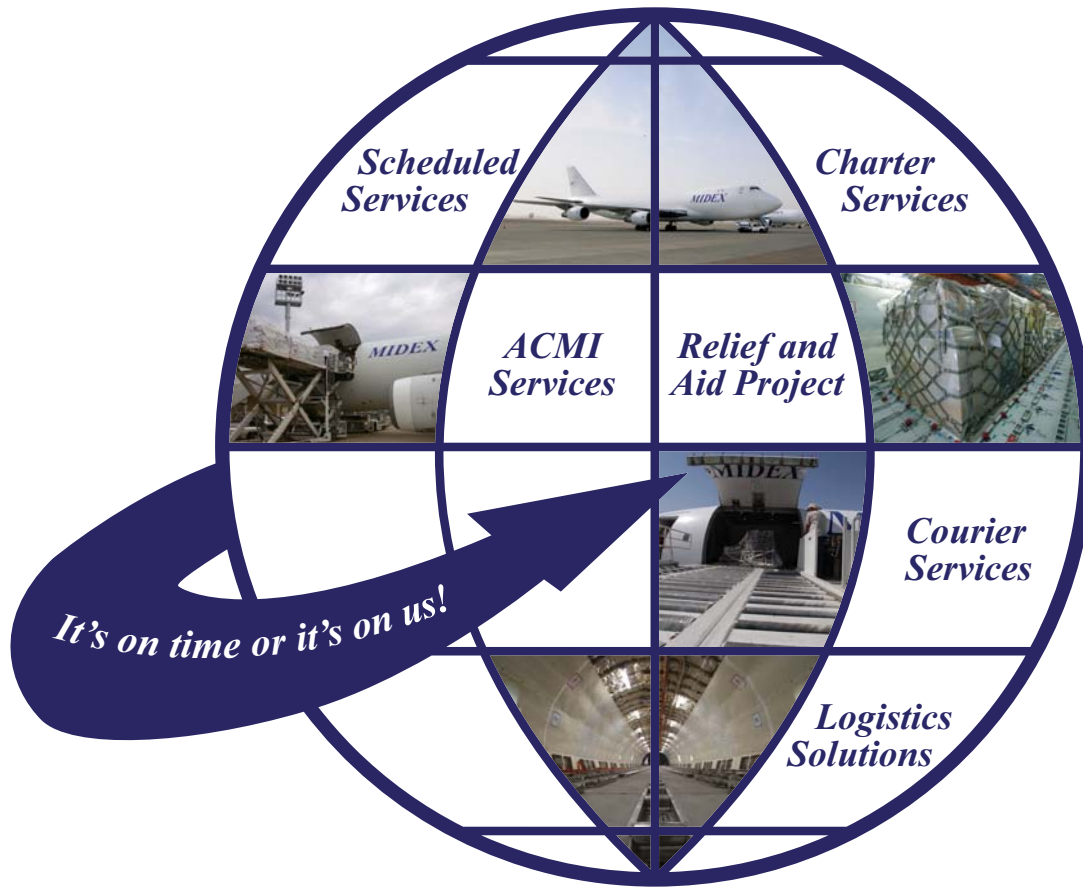 Scheduled
Services
Charter
Services
MIDEX
MIDEX
ACMI
Services
Relief and
Aid Project
MIDEX
Courier
Services
It’s on time or it’s on us!
Logistics
Solutions